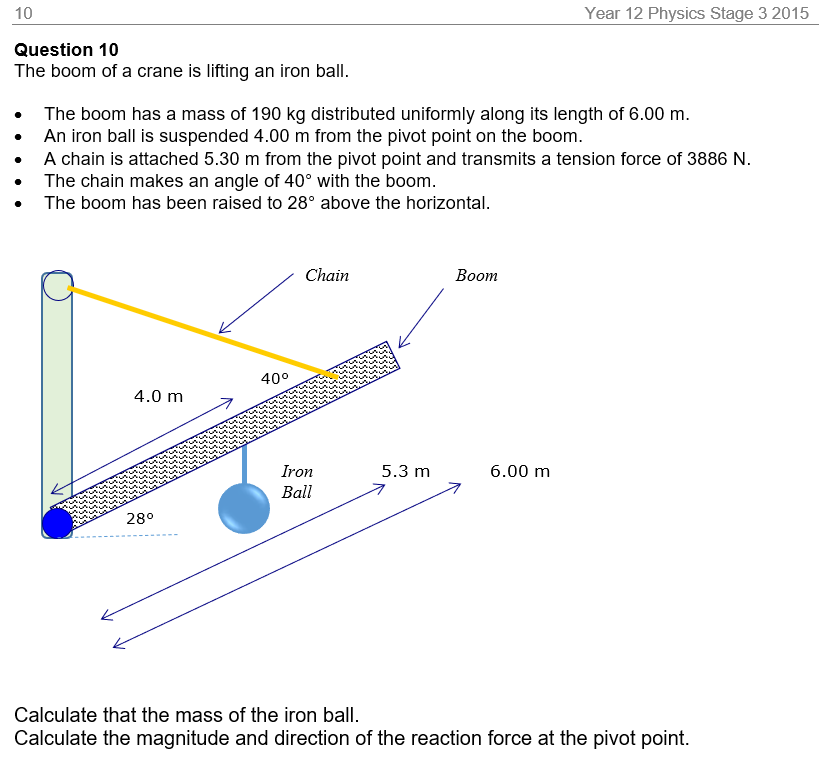 10 Year 12 Physics Stage 3 2015
Question 10
The boom of a crane is lifting an iron ball.
• The boom has a mass of 190 kg distributed uniformly along its length of 6.00 m.
• An iron ball is suspended 4.00 m from the pivot point on the boom.
• A chain is attached 5.30 m from the pivot point and transmits a tension force of 3886 N.
• The chain makes an angle of 40° with the boom.
• The boom has been raised to 28° above the horizontal.
Chain
Boom
40°
4.0 m
Iron
Ball
5.3 m
6.00 m
28°
Calculate that the mass of the iron ball.
Calculate the magnitude and direction of the reaction force at the pivot point.